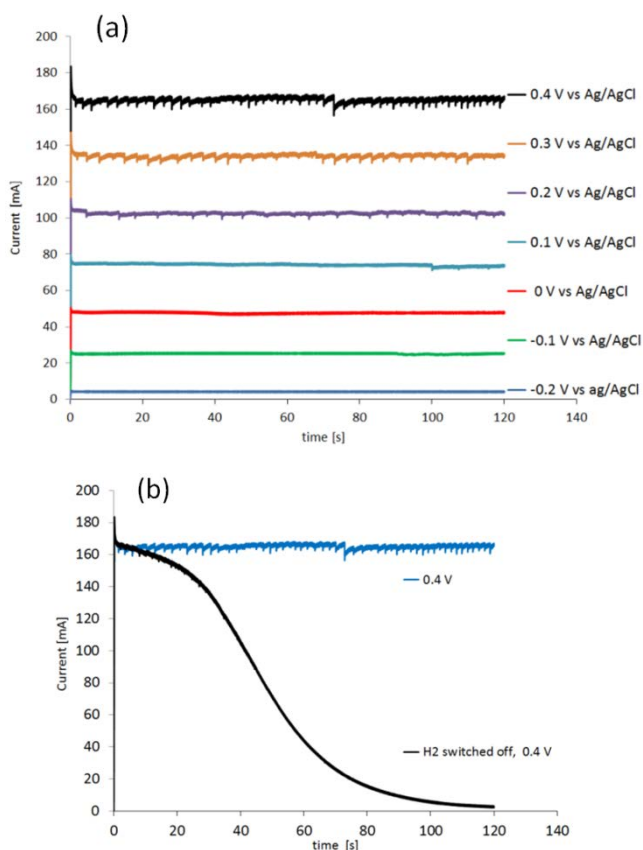 (a)
200
180
160
140
120
100
80
60
40
20
0
Current [mA]
0 20 40 60 80 100 120 140
time [s]
0.4 V vs Ag/AgCl
0.3 V vs Ag/AgCl
0.2 V vs Ag/AgCl
0.1 V vs Ag/AgCl
0 V vs Ag/AgCl
-0.1 V vs Ag/AgCl
-0.2 V vs ag/AgCl
(b)
200
180
160
140
120
100
80
60
40
20
0
Current [mA]
0 20 40 60 80 100 120 140
time [s]
0.4 V
H2 switched off, 0.4 V